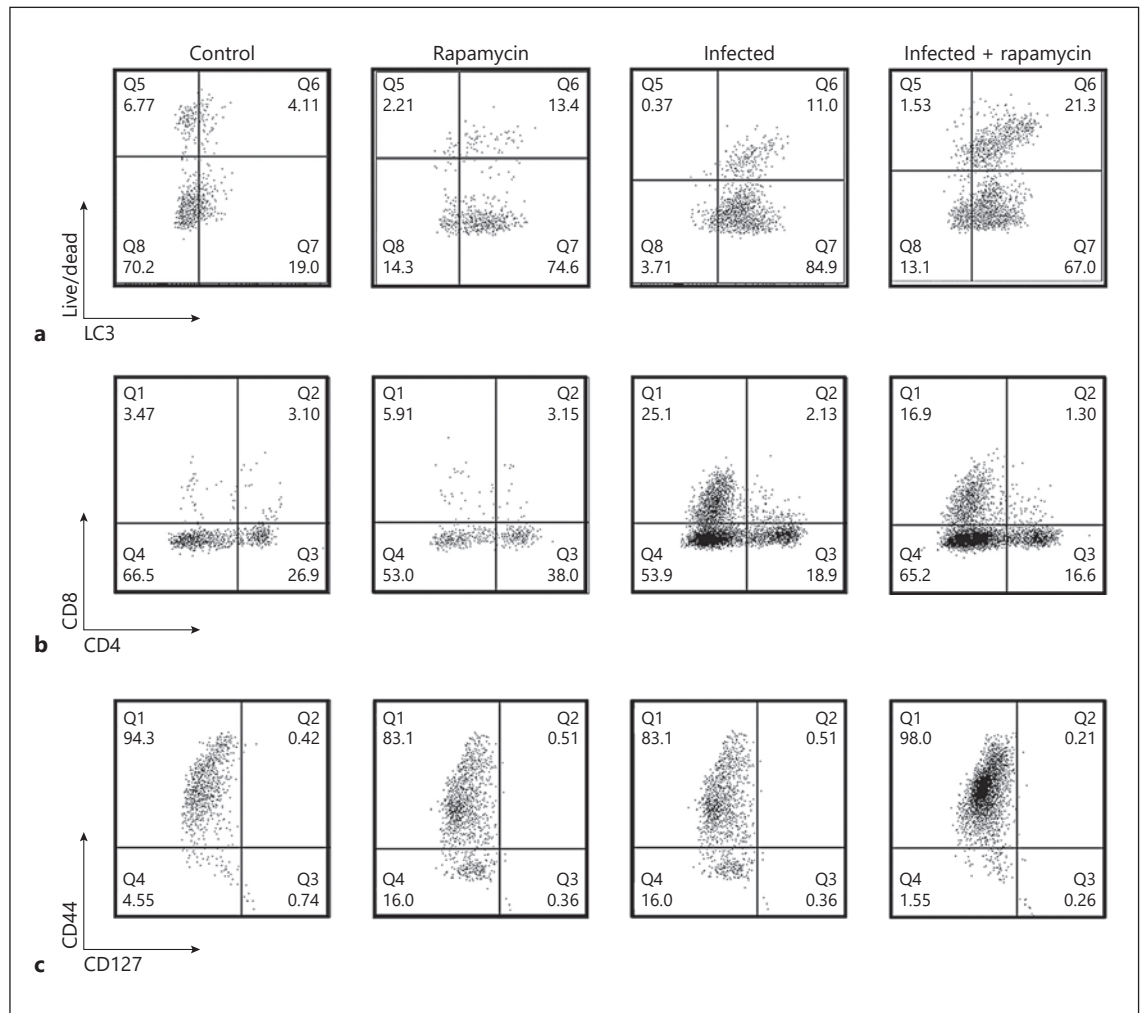 Control Rapamycin Infected Infected + rapamycin
Q5 Q6 Q5 Q6 Q5 Q6 Q5 Q6
6.77 4.11 2.21 13.4 0.37 11.0 1.53 21.3
Q8 Q7 Q8 Q7 Q8 Q7 Q8 Q7
70.2 19.0 14.3 74.6 3.71 84.9 13.1 67.0
Live/dead
LC3
a
Q1 Q2 Q1 Q2 Q1 Q2 Q1 Q2
3.47 3.10 5.91 3.15 25.1 2.13 16.9 1.30
Q4 Q3 Q4 Q3 Q4 Q3 Q4 Q3
66.5 26.9 53.0 38.0 53.9 18.9 65.2 16.6
CD8
CD4
b
Q1 Q2 Q1 Q2 Q1 Q2 Q1 Q2
94.3 0.42 83.1 0.51 83.1 0.51 98.0 0.21
Q4 Q3 Q4 Q3 Q4 Q3 Q4 Q3
4.55 0.74 16.0 0.36 16.0 0.36 1.55 0.26
CD44
CD127
c